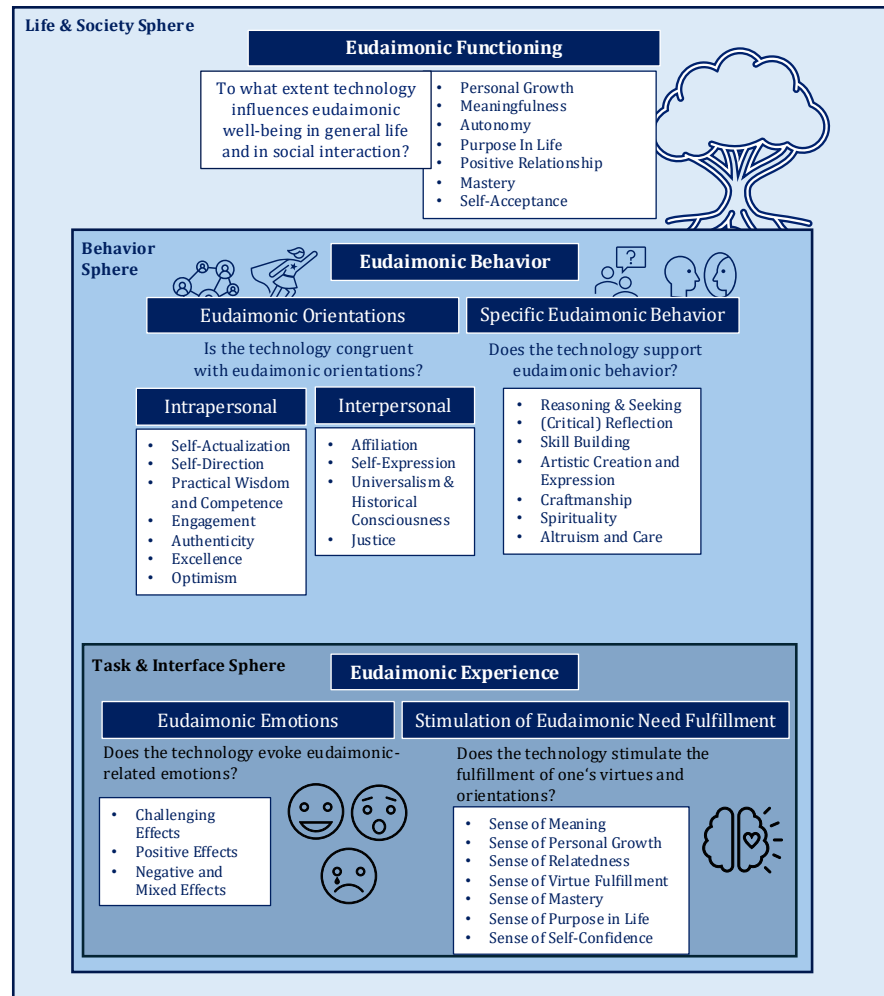 Life & Society Sphere
Eudaimonic Functioning
To what extent technology
influences eudaimonic
well-being in general life
and in social interaction?
• Personal Growth
• Meaningfulness
• Autonomy
• Purpose In Life
• Positive Relationship
• Mastery
• Self-Acceptance
Behavior
Sphere
Eudaimonic Behavior
?
Eudaimonic Orientations
Is the technology congruent
with eudaimonic orientations?
Intrapersonal
• Self-Actualization
• Self-Direction
• Practical Wisdom
and Competence
• Engagement
• Authenticity
• Excellence
• Optimism
Interpersonal
• Affiliation
• Self-Expression
• Universalism &
Historical
Consciousness
• Justice
Specific Eudaimonic Behavior
Does the technology support
eudaimonic behavior?
• Reasoning & Seeking
• (Critical) Reflection
• Skill Building
• Artistic Creation and
Expression
• Craftmanship
• Spirituality
• Altruism and Care
Task & Interface Sphere
Eudaimonic Experience
Eudaimonic Emotions
Does the technology evoke eudaimonic-
related emotions?
• Challenging
Effects
• Positive Effects
• Negative and
Mixed Effects
Stimulation of Eudaimonic Need Fulfillment
Does the technology stimulate the
fulfillment of one‘s virtues and
orientations?
• Sense of Meaning
• Sense of Personal Growth
• Sense of Relatedness
• Sense of Virtue Fulfillment
• Sense of Mastery
• Sense of Purpose in Life
• Sense of Self-Confidence